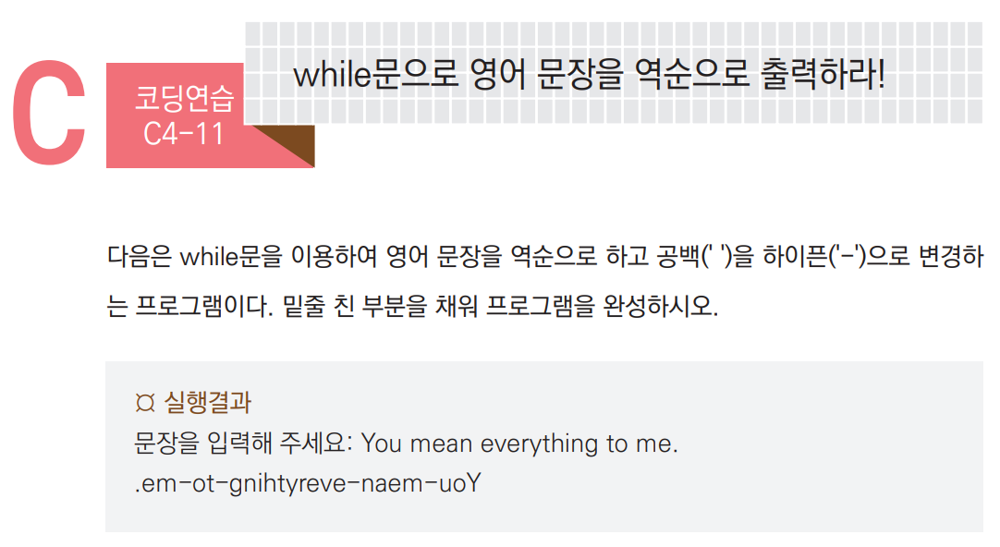 C
코딩연습
C4-11
while문으로 영어 문장을 역순으로 출력하라!
다음은 while문을 이용하여 영어 문장을 역순으로 하고 공백(' ')을 하이픈('-')으로 변경하
는 프로그램이다. 밑줄 친 부분을 채워 프로그램을 완성하시오.
¤ 실행결과
문장을 입력해 주세요: You mean everything to me.
.em-ot-gnihtyreve-naem-uoY